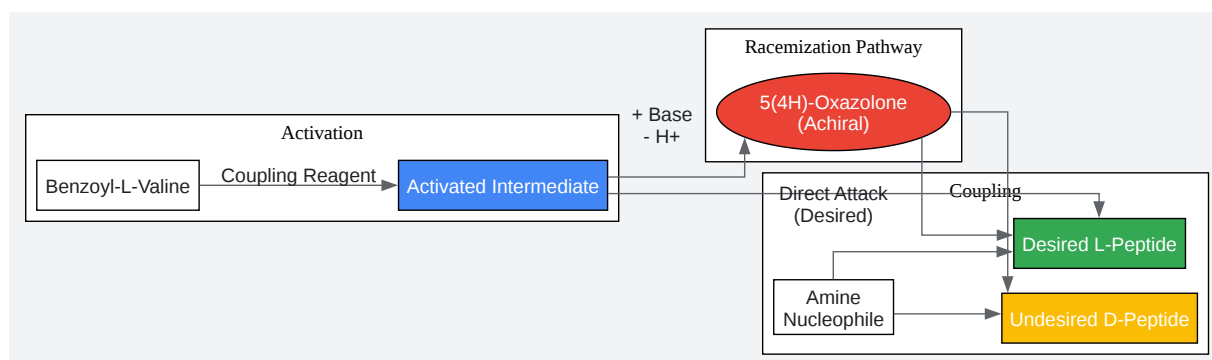 Racemization Pathway
5(4H)-Oxazolone
(Achiral)
+ Base
- H+
Activation
Benzoyl-L-Valine
Coupling Reagent
Activated Intermediate
Direct Attack
(Desired)
Coupling
Desired L-Peptide
Amine
Nucleophile
Undesired D-Peptide